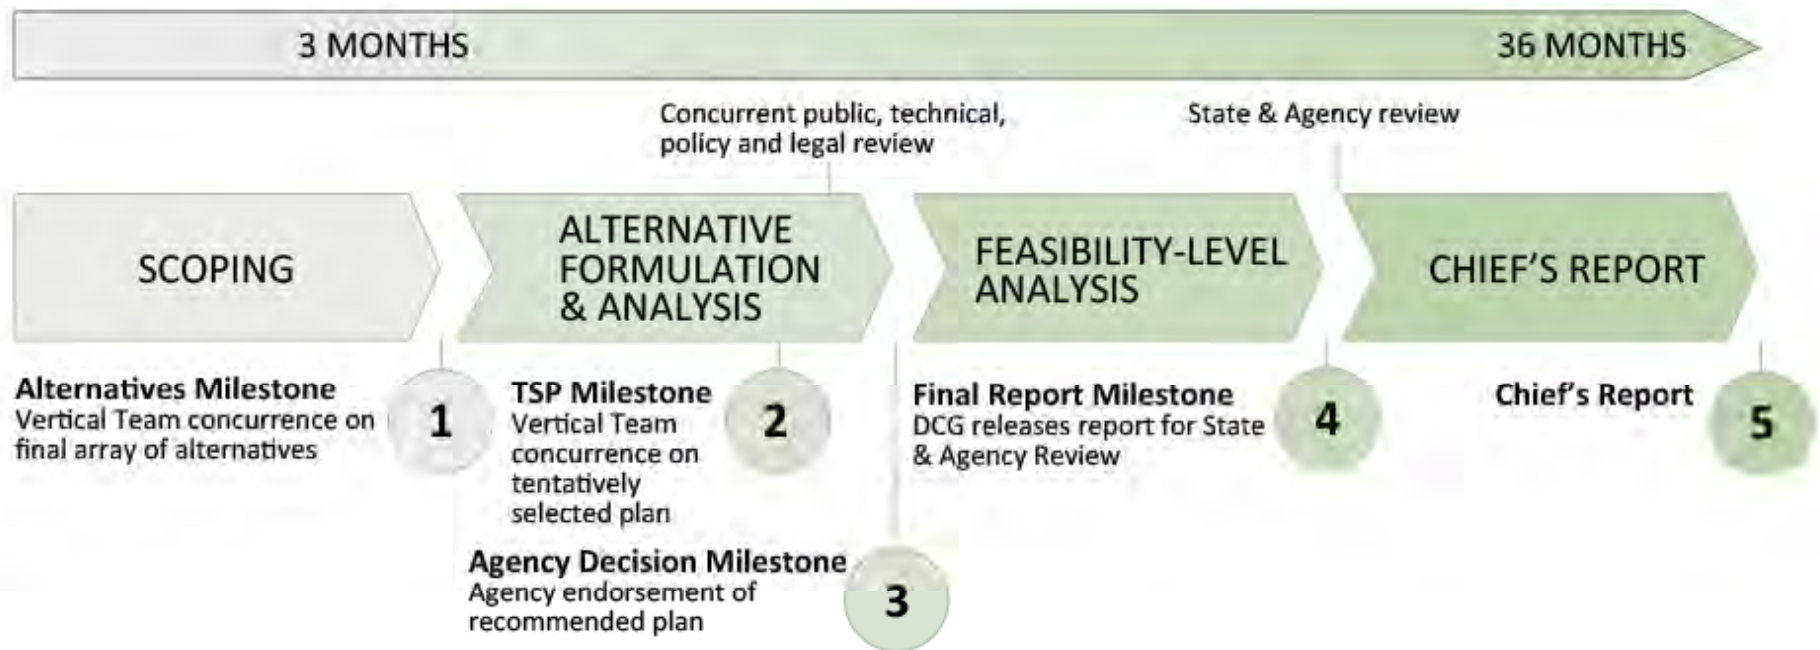 3 MONTHS
36 MONTHS
Concurrent public, technical,
policy and legal review
State & Agency review
SCOPING
ALTERNATIVE
FORMULATION
& ANALYSIS
FEASIBILITY-LEVEL
ANALYSIS
CHIEF’S REPORT
Alternatives Milestone
Vertical Team concurrence on
final array of alternatives
1
TSP Milestone
Vertical Team
concurrence on
tentatively
selected plan
2
Agency Decision Milestone
Agency endorsement of
recommended plan
3
Final Report Milestone
DCG releases report for State
& Agency Review
4
Chief’s Report
5